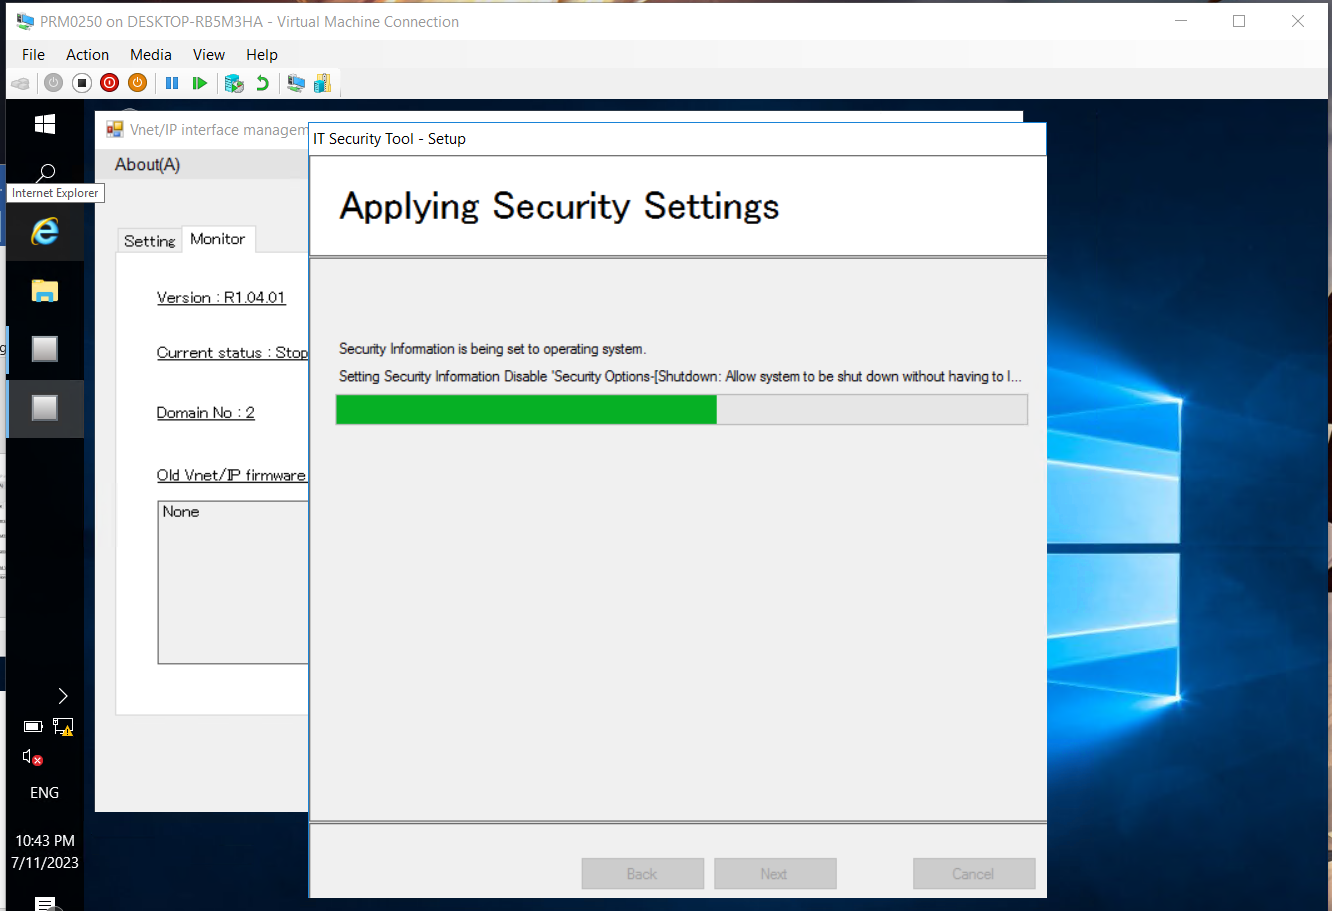 PRM0250 on DESKTOP-RB5M3HA - Virtual Machine Connection
File Action Media View Help
Vnet/IP interface managem
About(A)
Internet Explorer
Setting Monitor
Version : R1.04.01
Current status : Stop
Domain No : 2
Old Vnet/IP firmware
None
IT Security Tool - Setup
Applying Security Settings
Security Information is being set to operating system.
Setting Security Information Disable 'Security Options-[Shutdown: Allow system to be shut down without having to l...
Back Next Cancel
ENG
10:43 PM
7/11/2023